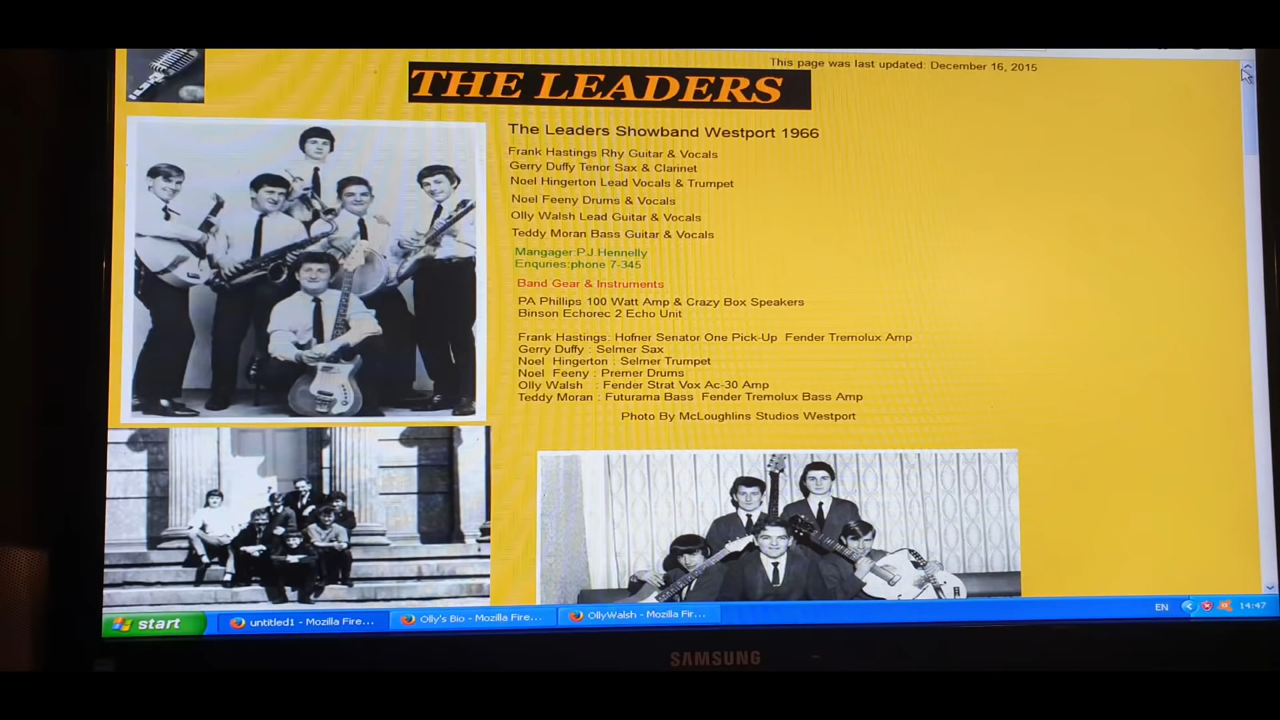 This page was last updated: December 16, 2015
THE LEADERS
The Leaders Showband Westport 1966
Frank Hastings Rhy Guitar & Vocals
Gerry Duffy Tenor Sax & Clarinet
Noel Hingerton Lead Vocals & Trumpet
Noel Feeny Drums & Vocals
Olly Walsh Lead Guitar & Vocals
Teddy Moran Bass Guitar & Vocals
Mangager:P.J.Hennelly
Enquries:phone 7-345
Band Gear & Instruments
PA Phillips 100 Watt Amp & Crazy Box Speakers
Binson Echorec 2 Echo Unit
Frank Hastings: Hofner Senator One Pick-Up Fender Tremolux Amp
Gerry Duffy : Selmer Sax
Noel Hingerton : Selmer Trumpet
Noel Feeny : Premer Drums
Olly Walsh : Fender Strat Vox Ac-30 Amp
Teddy Moran : Futurama Bass Fender Tremolux Bass Amp
Photo By McLoughlins Studios Westport
start
untitled1 - Mozilla Fire...
Olly's Bio - Mozilla Fire...
OllyWalsh - Mozilla Fir...
EN
14:47
SAMSUNG